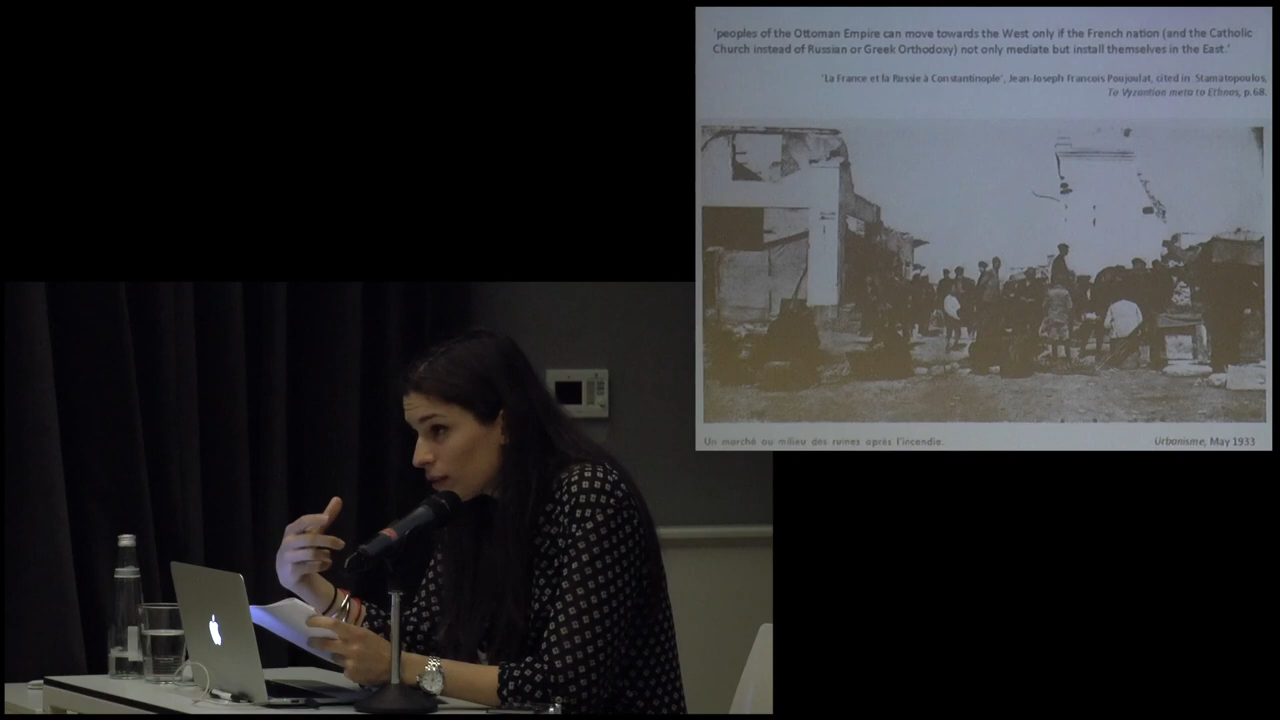 'peoples of the Ottoman Empire can move towards the West only if the French nation (and the Catholic
Church instead of Russian or Greek Orthodoxy) not only mediate but install themselves in the East.'
'La France et la Russie à Constantinople', Jean-Joseph Francois Poujoulat, cited in Stamatopoulos,
To Vyzantion meta to Ethnos, p.68.
Un marché au milieu des ruines après l'incendie.
Urbanisme, May 1933